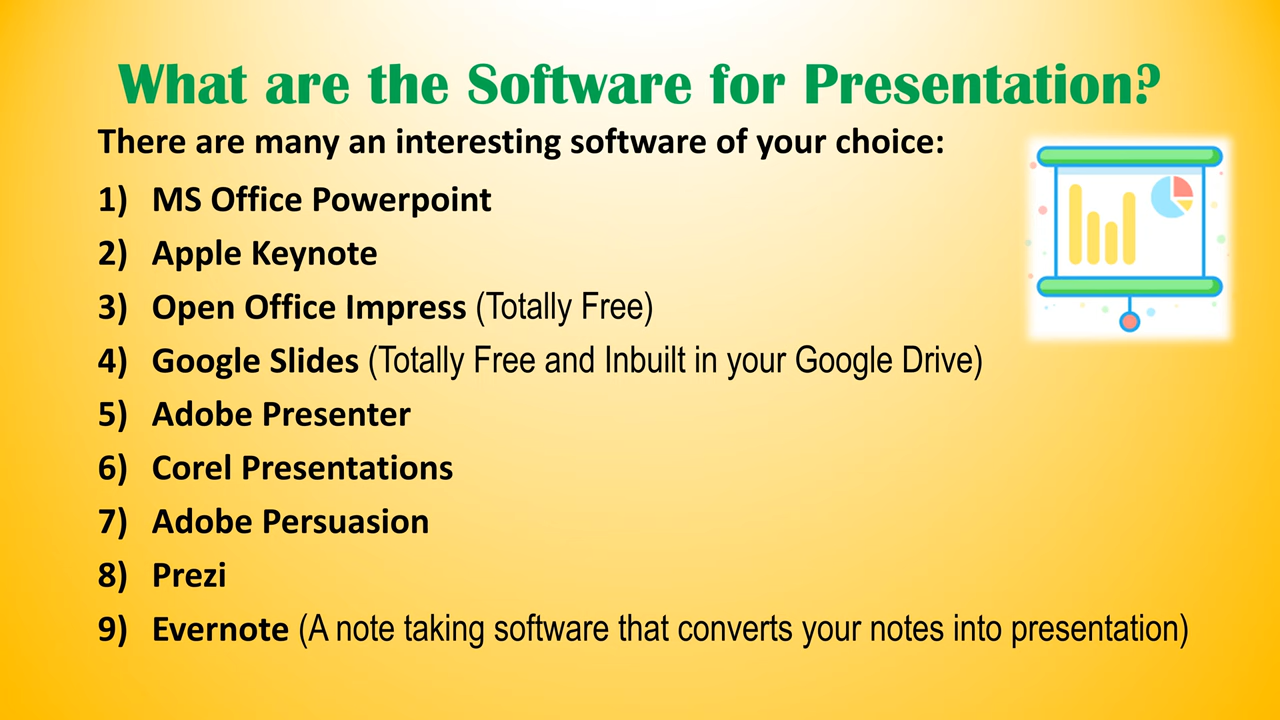 What are the Software for Presentation?
There are many an interesting software of your choice:
1) MS Office Powerpoint
2) Apple Keynote
3) Open Office Impress (Totally Free)
4) Google Slides (Totally Free and Inbuilt in your Google Drive)
5) Adobe Presenter
6) Corel Presentations
7) Adobe Persuasion
8) Prezi
9) Evernote (A note taking software that converts your notes into presentation)